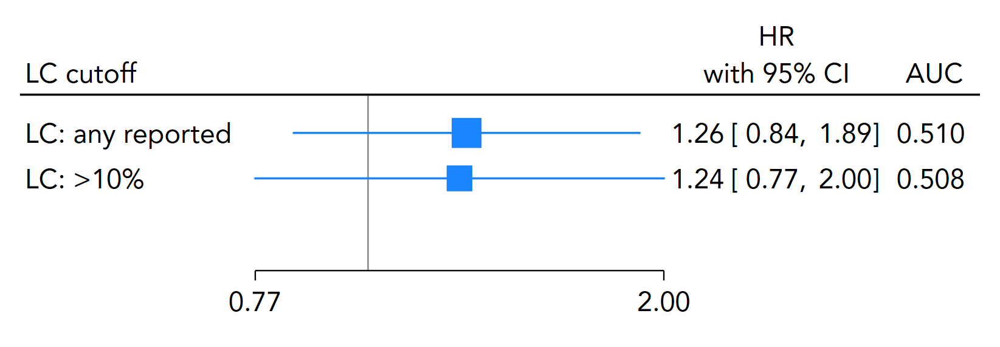 HR
LC cutoff with 95% CI AUC
LC: any reported 1.26 [ 0.84, 1.89] 0.510
LC: >10% 1.24 [ 0.77, 2.00] 0.508
0.77 2.00